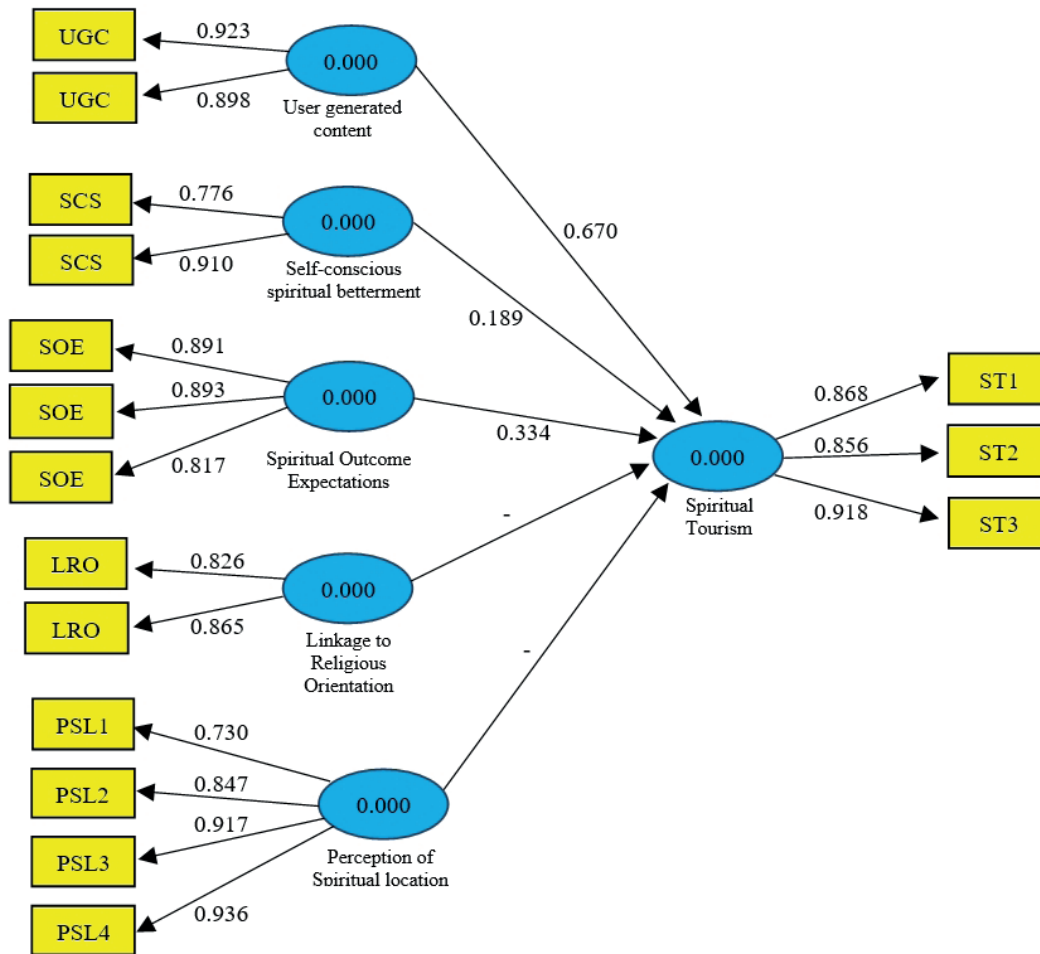 UGC
0.923
0.000
UGC
0.898
User generated
content
SCS
0.776
0.000
SCS
0.910
Self-conscious
spiritual betterment
0.670
0.189
SOE
0.891
SOE
0.893
0.000
SOE
0.817
Spiritual Outcome
Expectations
0.334
0.000
Spiritual
Tourism
0.868
ST1
0.856
ST2
0.918
ST3
-
LRO
0.826
0.000
LRO
0.865
Linkage to
Religious
Orientation
-
PSL1
0.730
PSL2
0.847
0.000
PSL3
0.917
PSL4
0.936
Perception of
Spiritual location